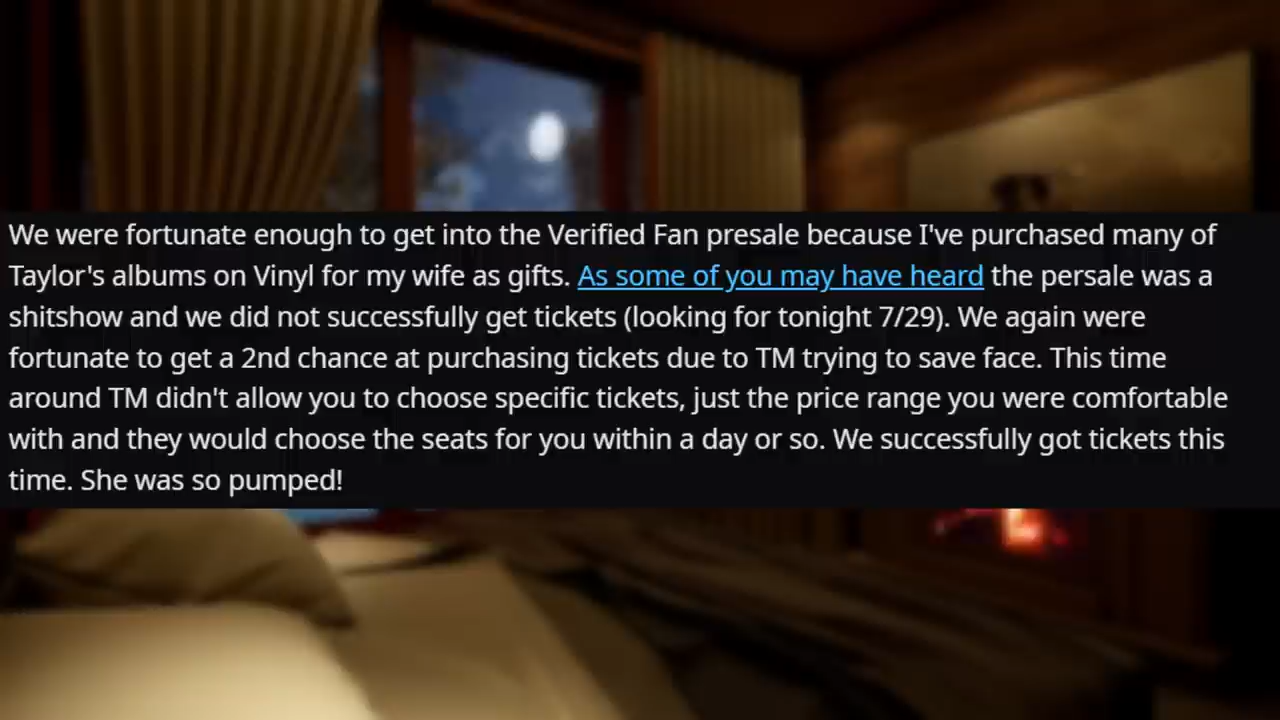 We were fortunate enough to get into the Verified Fan presale because I've purchased many of
Taylor's albums on Vinyl for my wife as gifts. As some of you may have heard the persale was a
shitshow and we did not successfully get tickets (looking for tonight 7/29). We again were
fortunate to get a 2nd chance at purchasing tickets due to TM trying to save face. This time
around TM didn't allow you to choose specific tickets, just the price range you were comfortable
with and they would choose the seats for you within a day or so. We successfully got tickets this
time. She was so pumped!